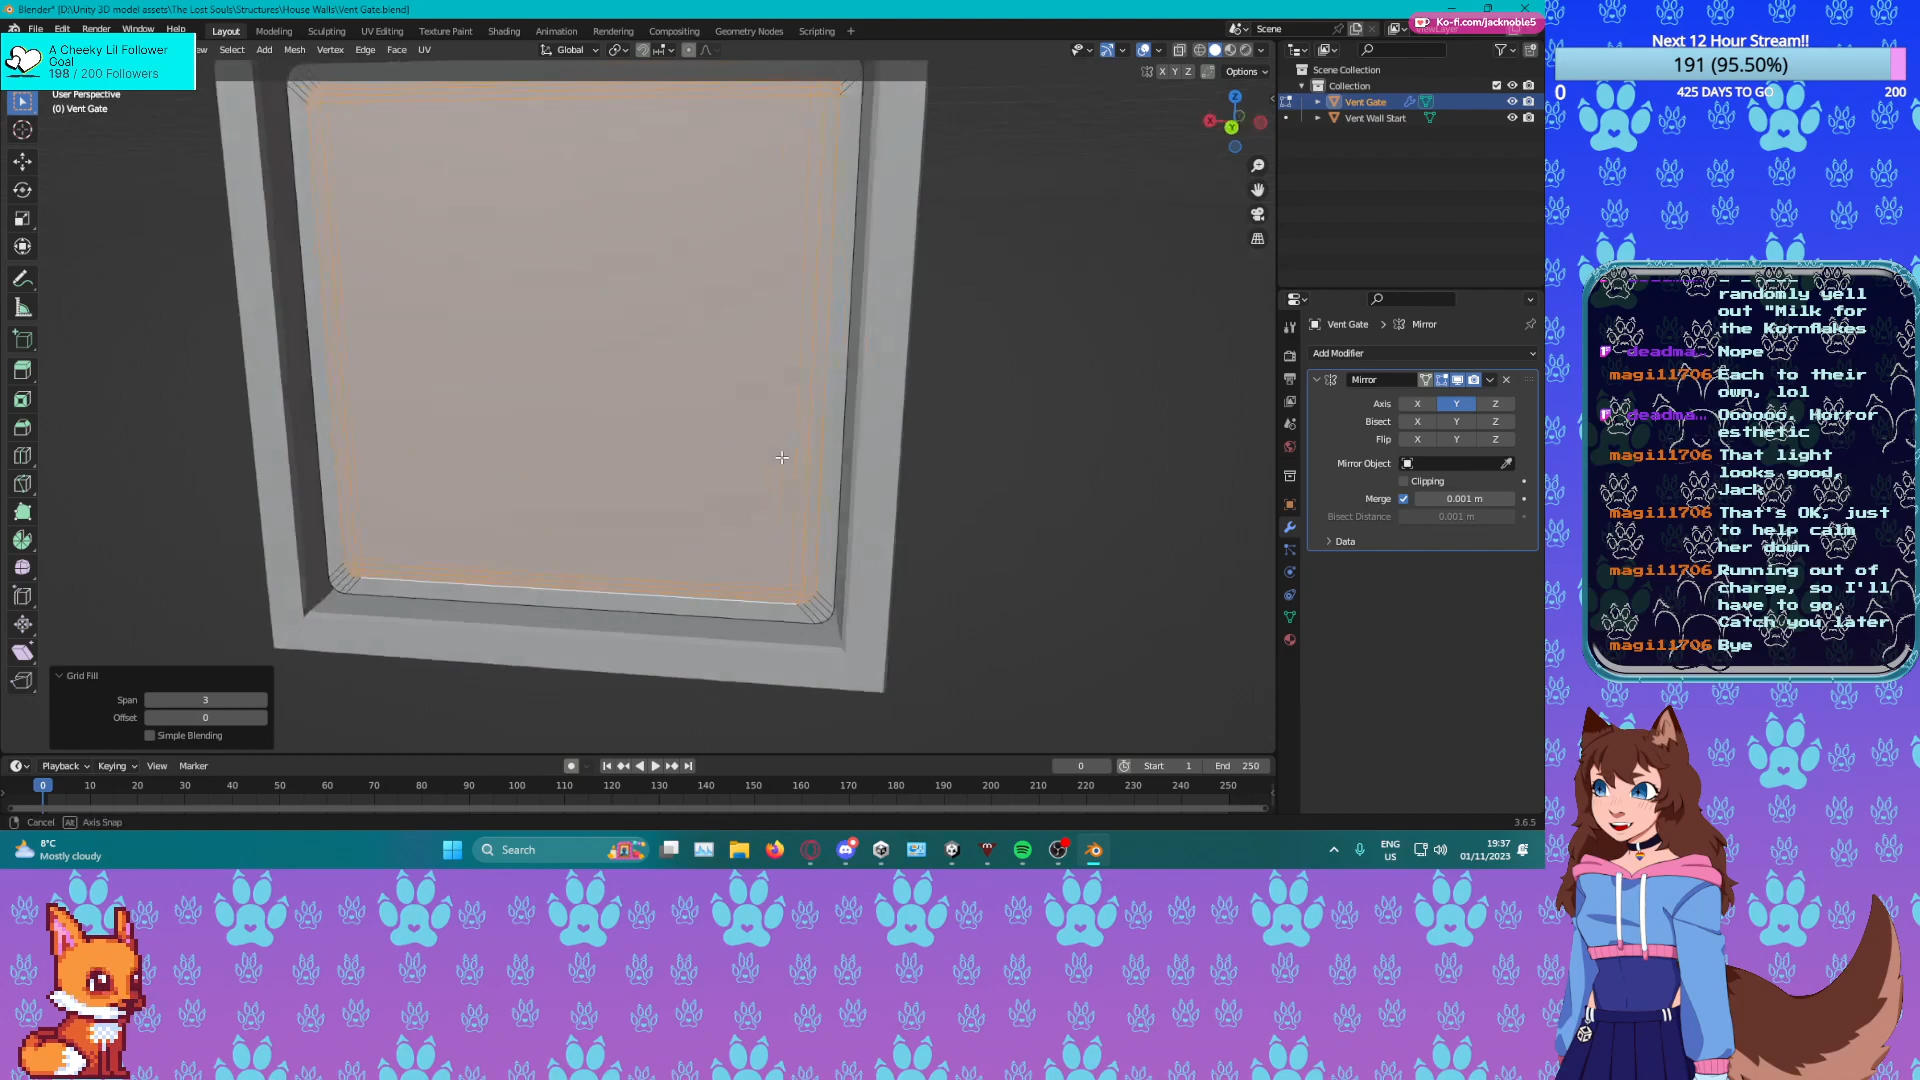 Blender* [D:\Unity 3D model assets\The Lost Souls\Structures\House Walls\Vent Gate.blend]
File Edit Render Window Help
Layout Modeling Sculpting UV Editing Texture Paint Shading Animation Rendering Compositing Geometry Nodes Scripting +
Scene
Ko-fi.com/jacknoble5
A Cheeky Lil Follower
Goal
198 / 200 Followers
Select Add Mesh Vertex Edge Face UV
Global
X Y Z
Options
User Perspective
(0) Vent Gate
Scene Collection
Collection
Vent Gate
Vent Wall Start
Vent Gate > Mirror
Add Modifier
Mirror
Axis X Y Z
Bisect X Y Z
Flip X Y Z
Mirror Object
Clipping
Merge 0.001 m
Bisect Distance 0.001 m
Data
Grid Fill
Span 3
Offset 0
Simple Blending
Playback Keying View Marker
0 Start 1 End 250
0 10 20 30 40 50 60 70 80 90 100 110 120 130 140 150 160 170 180 190 200 210 220 230 240 250
Cancel Alt Axis Snap
3.6.5
8°C
Mostly cloudy
Search
ENG
US
19:37
01/11/2023
Next 12 Hour Stream!!
191 (95.50%)
0 425 DAYS TO GO 200
randomly yell
out "Milk for
the Kornflakes
deadma… Nope
magi11706 Each to their
own, lol
deadma… Oooooo. Horror
esthetic
magi11706 That light
looks good,
Jack
magi11706 That's OK, just
to help calm
her down
magi11706 Running out of
charge, so I'll
have to go.
Catch you later
magi11706 Bye